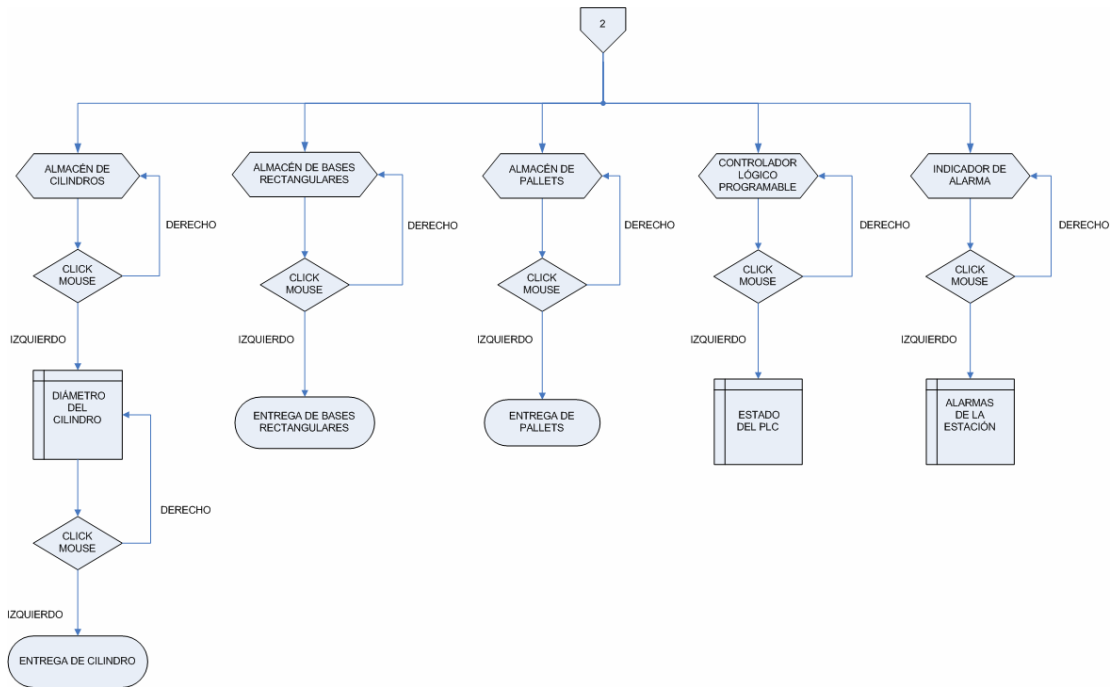 2
ALMACÉN DE
CILINDROS
ALMACÉN DE BASES
RECTANGULARES
ALMACÉN DE
PALLETS
CONTROLADOR
LÓGICO
PROGRAMABLE
INDICADOR DE
ALARMA
DERECHO
DERECHO
DERECHO
DERECHO
DERECHO
CLICK
MOUSE
CLICK
MOUSE
CLICK
MOUSE
CLICK
MOUSE
CLICK
MOUSE
IZQUIERDO
IZQUIERDO
IZQUIERDO
IZQUIERDO
IZQUIERDO
DIÁMETRO
DEL
CILINDRO
ENTREGA DE BASES
RECTANGULARES
ENTREGA DE
PALLETS
ESTADO
DEL PLC
ALARMAS
DE LA
ESTACIÓN
DERECHO
CLICK
MOUSE
IZQUIERDO
ENTREGA DE CILINDRO